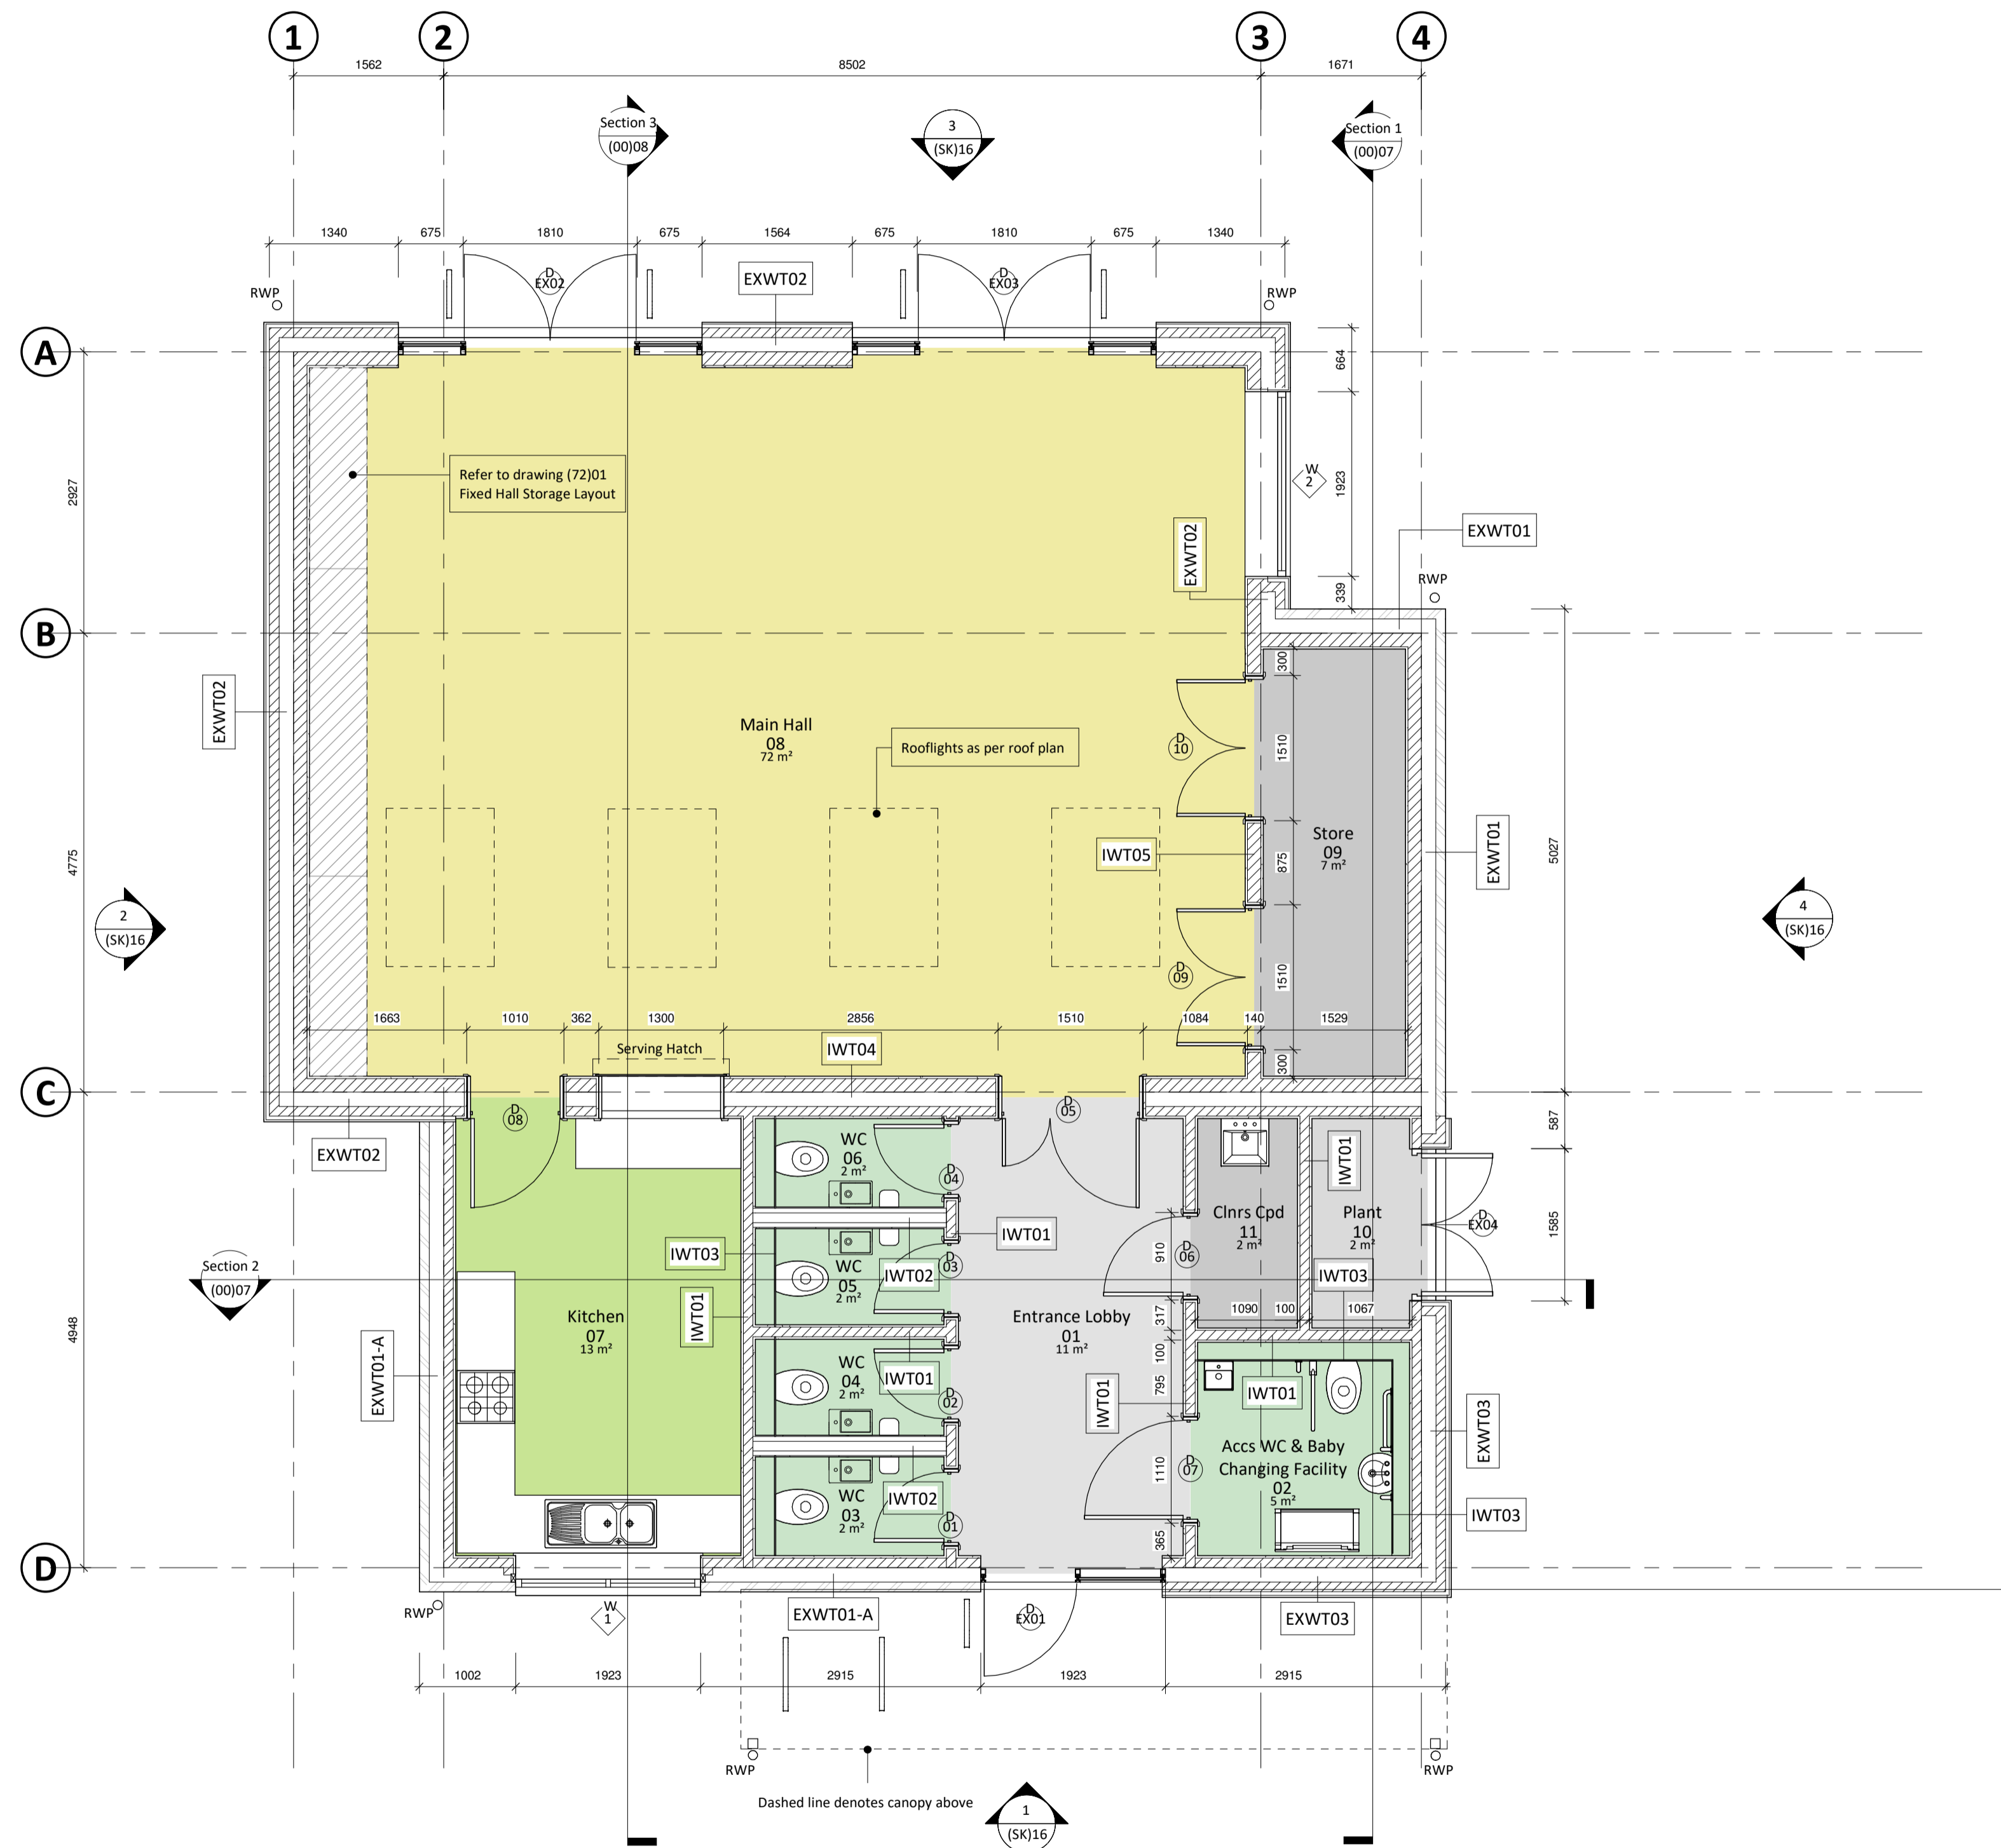 1
2
3
4
1562
8502
1671
Section 3
(00)08
3
(SK)16
Section 1
(00)07
1340
675
1810
675
1564
675
1810
675
1340
D
EX02
EXWT02
D
EX03
RWP
RWP
A
664
2927
Refer to drawing (72)01
Fixed Hall Storage Layout
W
2
1923
EXWT02
EXWT01
RWP
339
B
300
EXWT02
Main Hall
08
72 m²
Rooflights as per roof plan
D
10
1510
Store
09
7 m²
IWT05
875
EXWT01
5027
4775
2
(SK)16
4
(SK)16
D
09
1510
1663
1010
362
1300
2856
1510
1084
140
1529
Serving Hatch
IWT04
300
C
D
08
D
05
587
EXWT02
WC
06
2 m²
D
04
IWT01
Clnrs Cpd
11
2 m²
Plant
10
2 m²
D
EX04
1585
IWT03
IWT01
910
D
06
Section 2
(00)07
WC
05
2 m²
IWT02
D
03
IWT03
Kitchen
07
13 m²
IWT01
Entrance Lobby
01
11 m²
317
1090
100
1067
4948
EXWT01-A
WC
04
2 m²
IWT01
D
02
100
795
IWT01
IWT01
EXWT03
Accs WC & Baby
Changing Facility
02
5 m²
1110
D
07
WC
03
2 m²
IWT02
D
01
IWT03
365
D
RWP
W
1
EXWT01-A
D
EX01
EXWT03
1002
1923
2915
1923
2915
RWP
RWP
Dashed line denotes canopy above
1
(SK)16